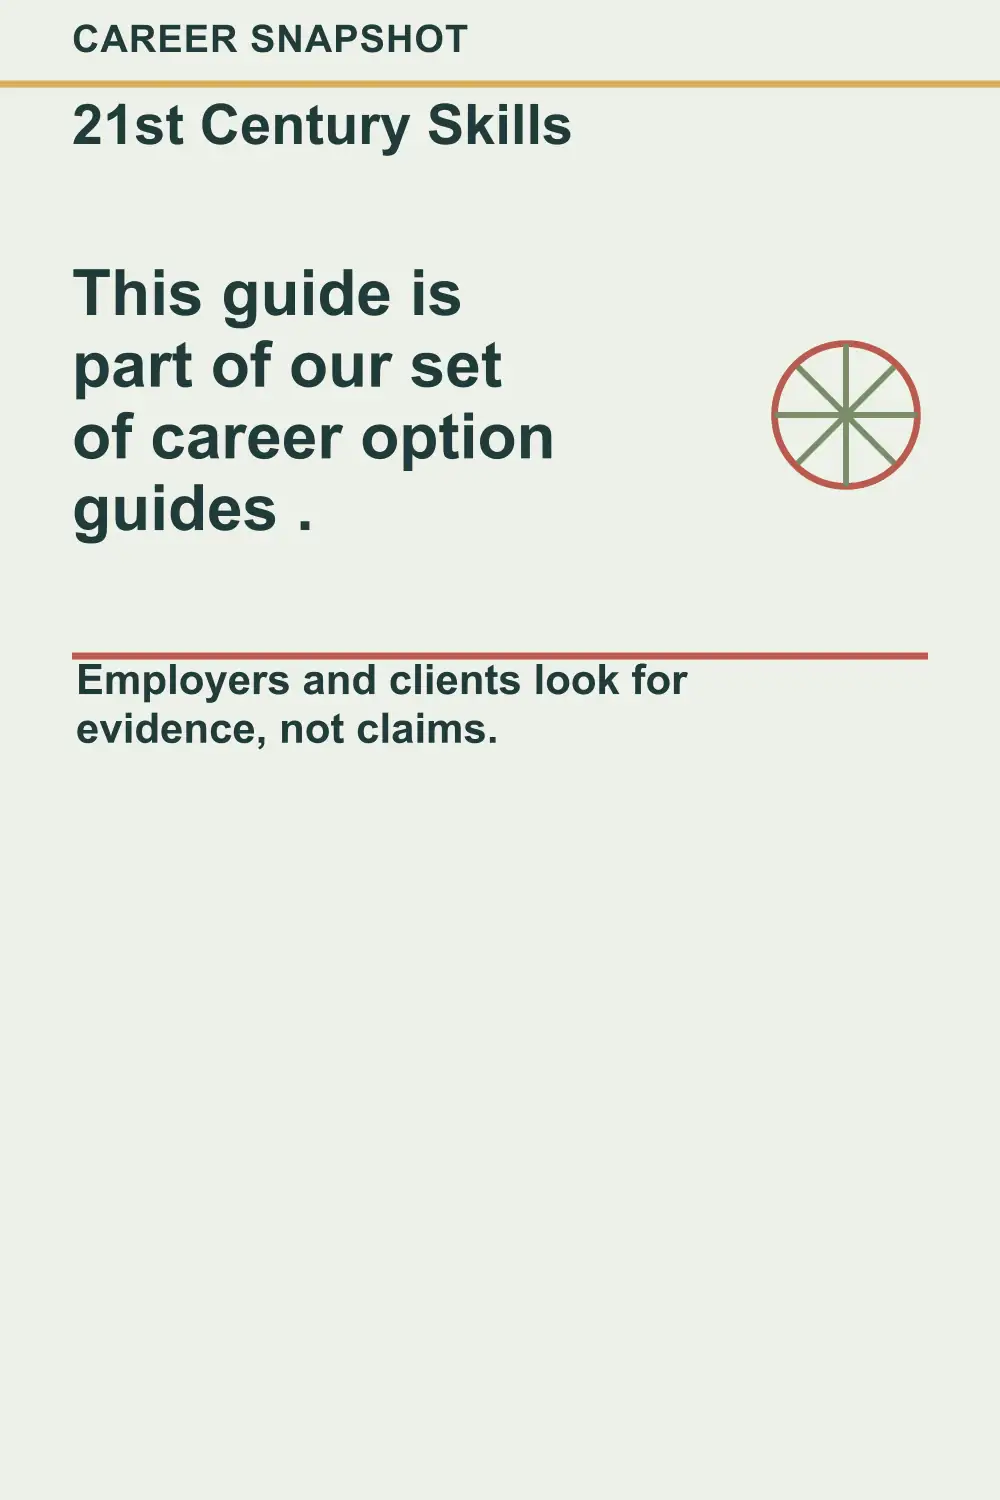 CAREER SNAPSHOT
21st Century Skills
This guide is
part of our set
of career option
guides .
Employers and clients look for
evidence, not claims.